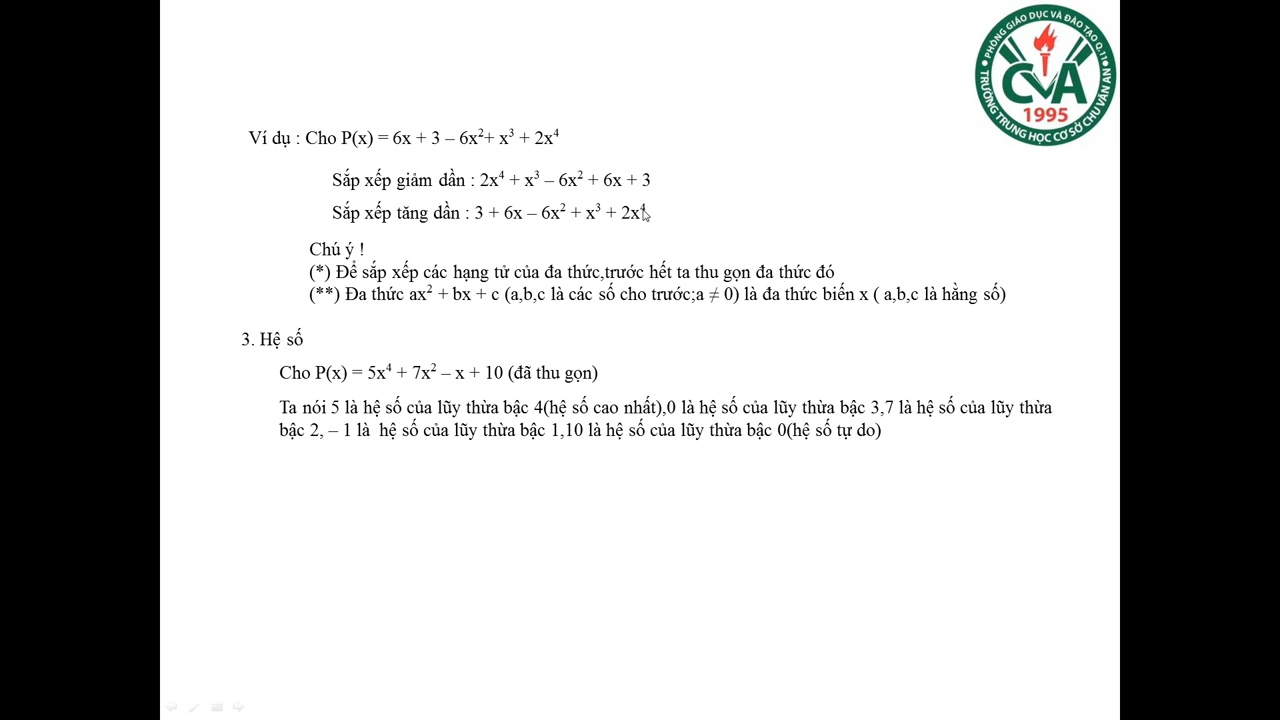 PHÒNG GIÁO DỤC VÀ ĐÀO TẠO Q.11
CVA
1995
TRƯỜNG TRUNG HỌC CƠ SỞ CHU VĂN AN
Ví dụ : Cho P(x) = 6x + 3 – 6x²+ x³ + 2x⁴
Sắp xếp giảm dần : 2x⁴ + x³ – 6x² + 6x + 3
Sắp xếp tăng dần : 3 + 6x – 6x² + x³ + 2x⁴
Chú ý !
(*) Để sắp xếp các hạng tử của đa thức,trước hết ta thu gọn đa thức đó
(**) Đa thức ax² + bx + c (a,b,c là các số cho trước;a ≠ 0) là đa thức biến x ( a,b,c là hằng số)
3. Hệ số
Cho P(x) = 5x⁴ + 7x² – x + 10 (đã thu gọn)
Ta nói 5 là hệ số của lũy thừa bậc 4(hệ số cao nhất),0 là hệ số của lũy thừa bậc 3,7 là hệ số của lũy thừa
bậc 2, – 1 là  hệ số của lũy thừa bậc 1,10 là hệ số của lũy thừa bậc 0(hệ số tự do)